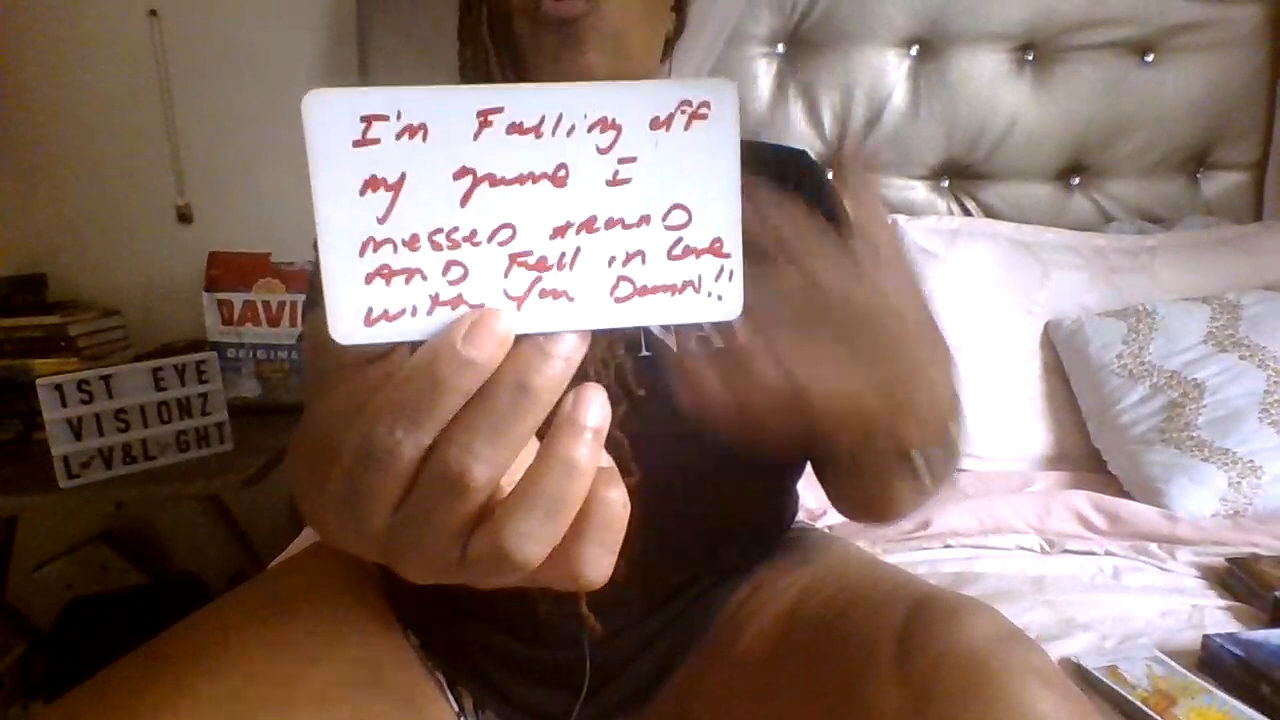 I'm Falling off
my game I
messed around
and fell in love
with you Damn!!
1ST EYE
VISIONZ
L✔V&L GHT
DAVI
ORIGINA
NA